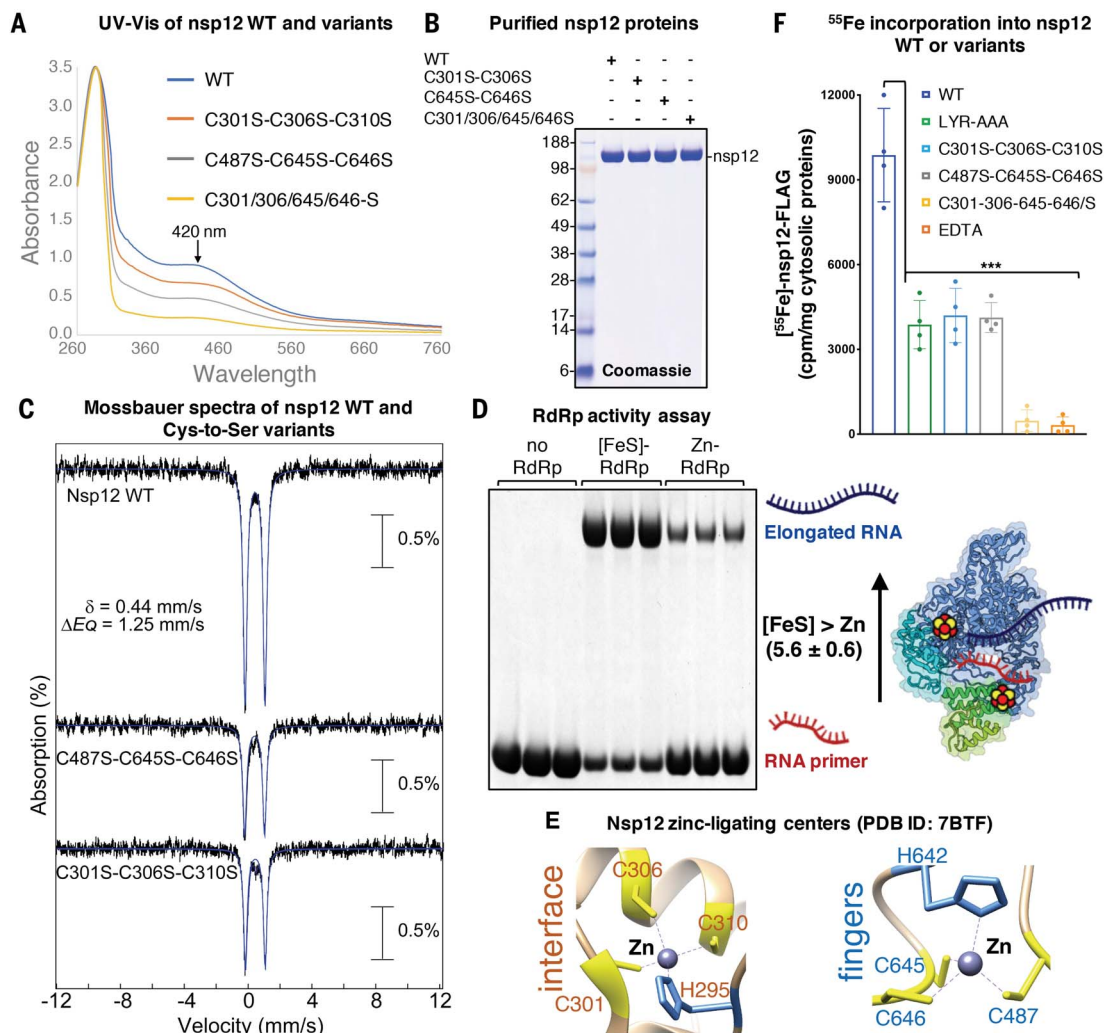 A
UV-Vis of nsp12 WT and variants
3.5
3.0
2.5
2.0
1.5
1.0
0.5
0.0
Absorbance
WT
C301S-C306S-C310S
C487S-C645S-C646S
C301/306/645/646-S
420 nm
260 360 460 560 660 760
Wavelength
B
Purified nsp12 proteins
WT + - - -
C301S-C306S - + - -
C645S-C646S - - + -
C301/306/645/646S - - - +
188
98
62
49
38
28
17
14
6
nsp12
Coomassie
C
Mossbauer spectra of nsp12 WT and
Cys-to-Ser variants
Nsp12 WT
0.5%
δ = 0.44 mm/s
ΔEQ = 1.25 mm/s
C487S-C645S-C646S
0.5%
C301S-C306S-C310S
0.5%
Absorption (%)
-12 -8 -4 0 4 8 12
Velocity (mm/s)
D
RdRp activity assay
no
RdRp
[FeS]-
RdRp
Zn-
RdRp
Elongated RNA
[FeS] > Zn
(5.6 ± 0.6)
RNA primer
E
Nsp12 zinc-ligating centers (PDB ID: 7BTF)
interface
C306
C310
Zn
C301
H295
fingers
H642
Zn
C645
C646
C487
F
⁵⁵Fe incorporation into nsp12
WT or variants
[⁵⁵Fe]-nsp12-FLAG
(cpm/mg cytosolic proteins)
12000
9000
6000
3000
0
WT
LYR-AAA
C301S-C306S-C310S
C487S-C645S-C646S
C301-306-645-646/S
EDTA
***